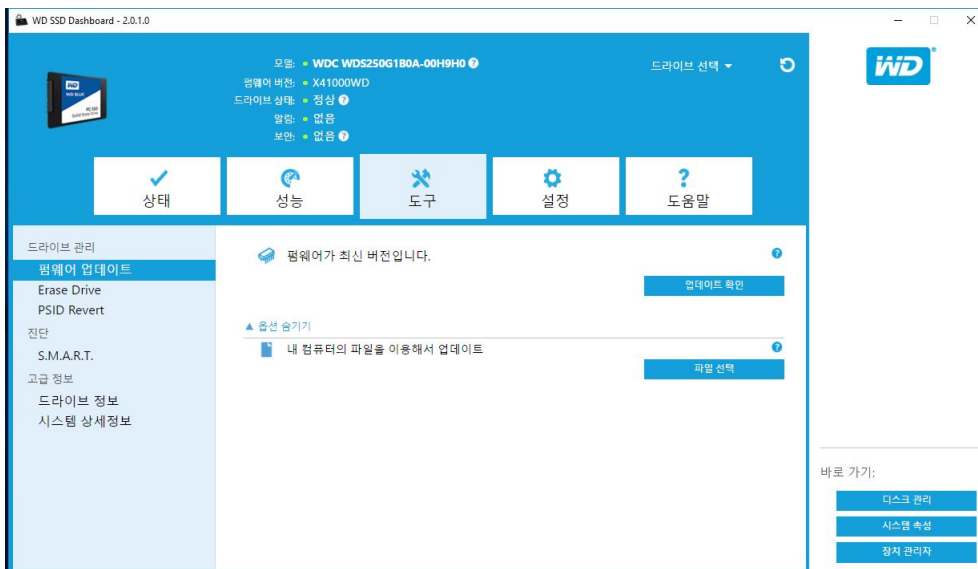 WD SSD Dashboard - 2.0.1.0
모델: WDC WDS250G1B0A-00H9H0
펌웨어 버전: X41000WD
드라이브 상태: 정상
알림: 없음
보안: 없음
드라이브 선택
WD
WD BLUE
상태
성능
도구
설정
도움말
드라이브 관리
펌웨어 업데이트
Erase Drive
PSID Revert
진단
S.M.A.R.T.
고급 정보
드라이브 정보
시스템 상세정보
펌웨어가 최신 버전입니다.
업데이트 확인
옵션 숨기기
내 컴퓨터의 파일을 이용해서 업데이트
파일 선택
WD
바로 가기:
디스크 관리
시스템 속성
장치 관리자